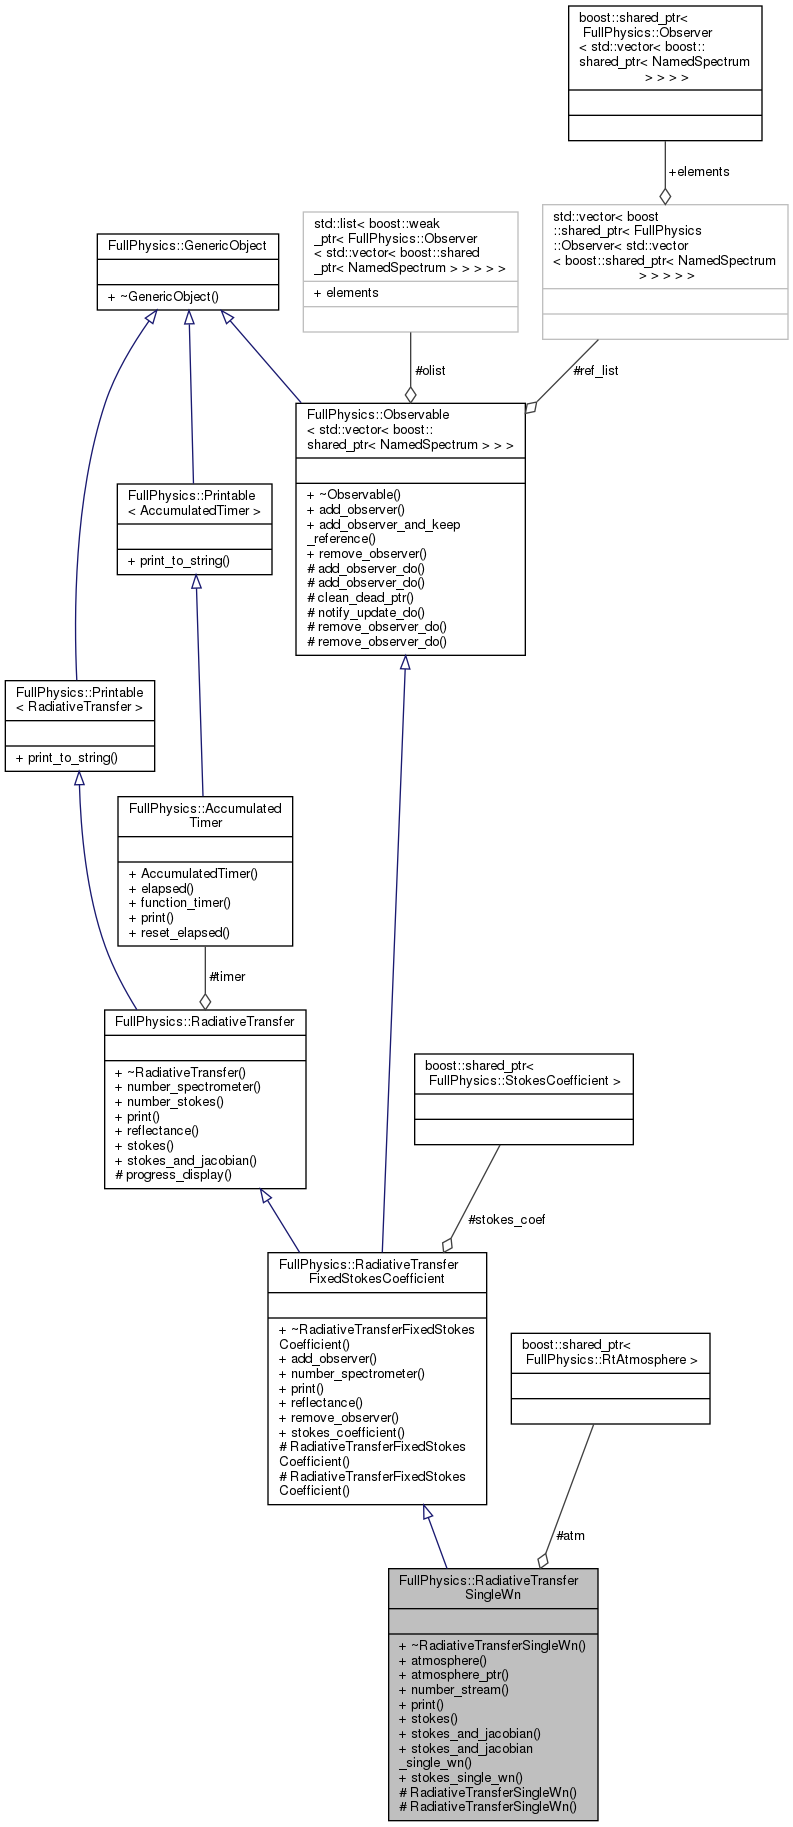 boost::shared_ptr<
FullPhysics::Observer
< std::vector< boost::
shared_ptr< NamedSpectrum
> > > >
+elements
std::vector< boost
::shared_ptr< FullPhysics
::Observer< std::vector
< boost::shared_ptr< NamedSpectrum
> > > > >
std::list< boost::weak
_ptr< FullPhysics::Observer
< std::vector< boost::shared
_ptr< NamedSpectrum > > > > >
+ elements
FullPhysics::GenericObject
+ ~GenericObject()
#olist
#ref_list
FullPhysics::Observable
< std::vector< boost::
shared_ptr< NamedSpectrum > > >
+ ~Observable()
+ add_observer()
+ add_observer_and_keep
_reference()
+ remove_observer()
# add_observer_do()
# add_observer_do()
# clean_dead_ptr()
# notify_update_do()
# remove_observer_do()
# remove_observer_do()
FullPhysics::Printable
< AccumulatedTimer >
+ print_to_string()
FullPhysics::Printable
< RadiativeTransfer >
+ print_to_string()
FullPhysics::Accumulated
Timer
+ AccumulatedTimer()
+ elapsed()
+ function_timer()
+ print()
+ reset_elapsed()
#timer
FullPhysics::RadiativeTransfer
+ ~RadiativeTransfer()
+ number_spectrometer()
+ number_stokes()
+ print()
+ reflectance()
+ stokes()
+ stokes_and_jacobian()
# progress_display()
boost::shared_ptr<
FullPhysics::StokesCoefficient >
#stokes_coef
FullPhysics::RadiativeTransfer
FixedStokesCoefficient
+ ~RadiativeTransferFixedStokes
Coefficient()
+ add_observer()
+ number_spectrometer()
+ print()
+ reflectance()
+ remove_observer()
+ stokes_coefficient()
# RadiativeTransferFixedStokes
Coefficient()
# RadiativeTransferFixedStokes
Coefficient()
boost::shared_ptr<
FullPhysics::RtAtmosphere >
#atm
FullPhysics::RadiativeTransfer
SingleWn
+ ~RadiativeTransferSingleWn()
+ atmosphere()
+ atmosphere_ptr()
+ number_stream()
+ print()
+ stokes()
+ stokes_and_jacobian()
+ stokes_and_jacobian
_single_wn()
+ stokes_single_wn()
# RadiativeTransferSingleWn()
# RadiativeTransferSingleWn()